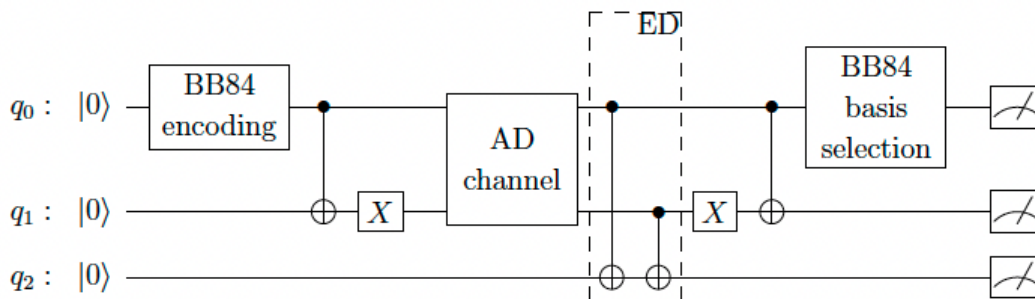 ED
q₀ : |0⟩
BB84
encoding
AD
channel
BB84
basis
selection
q₁ : |0⟩
X
X
q₂ : |0⟩